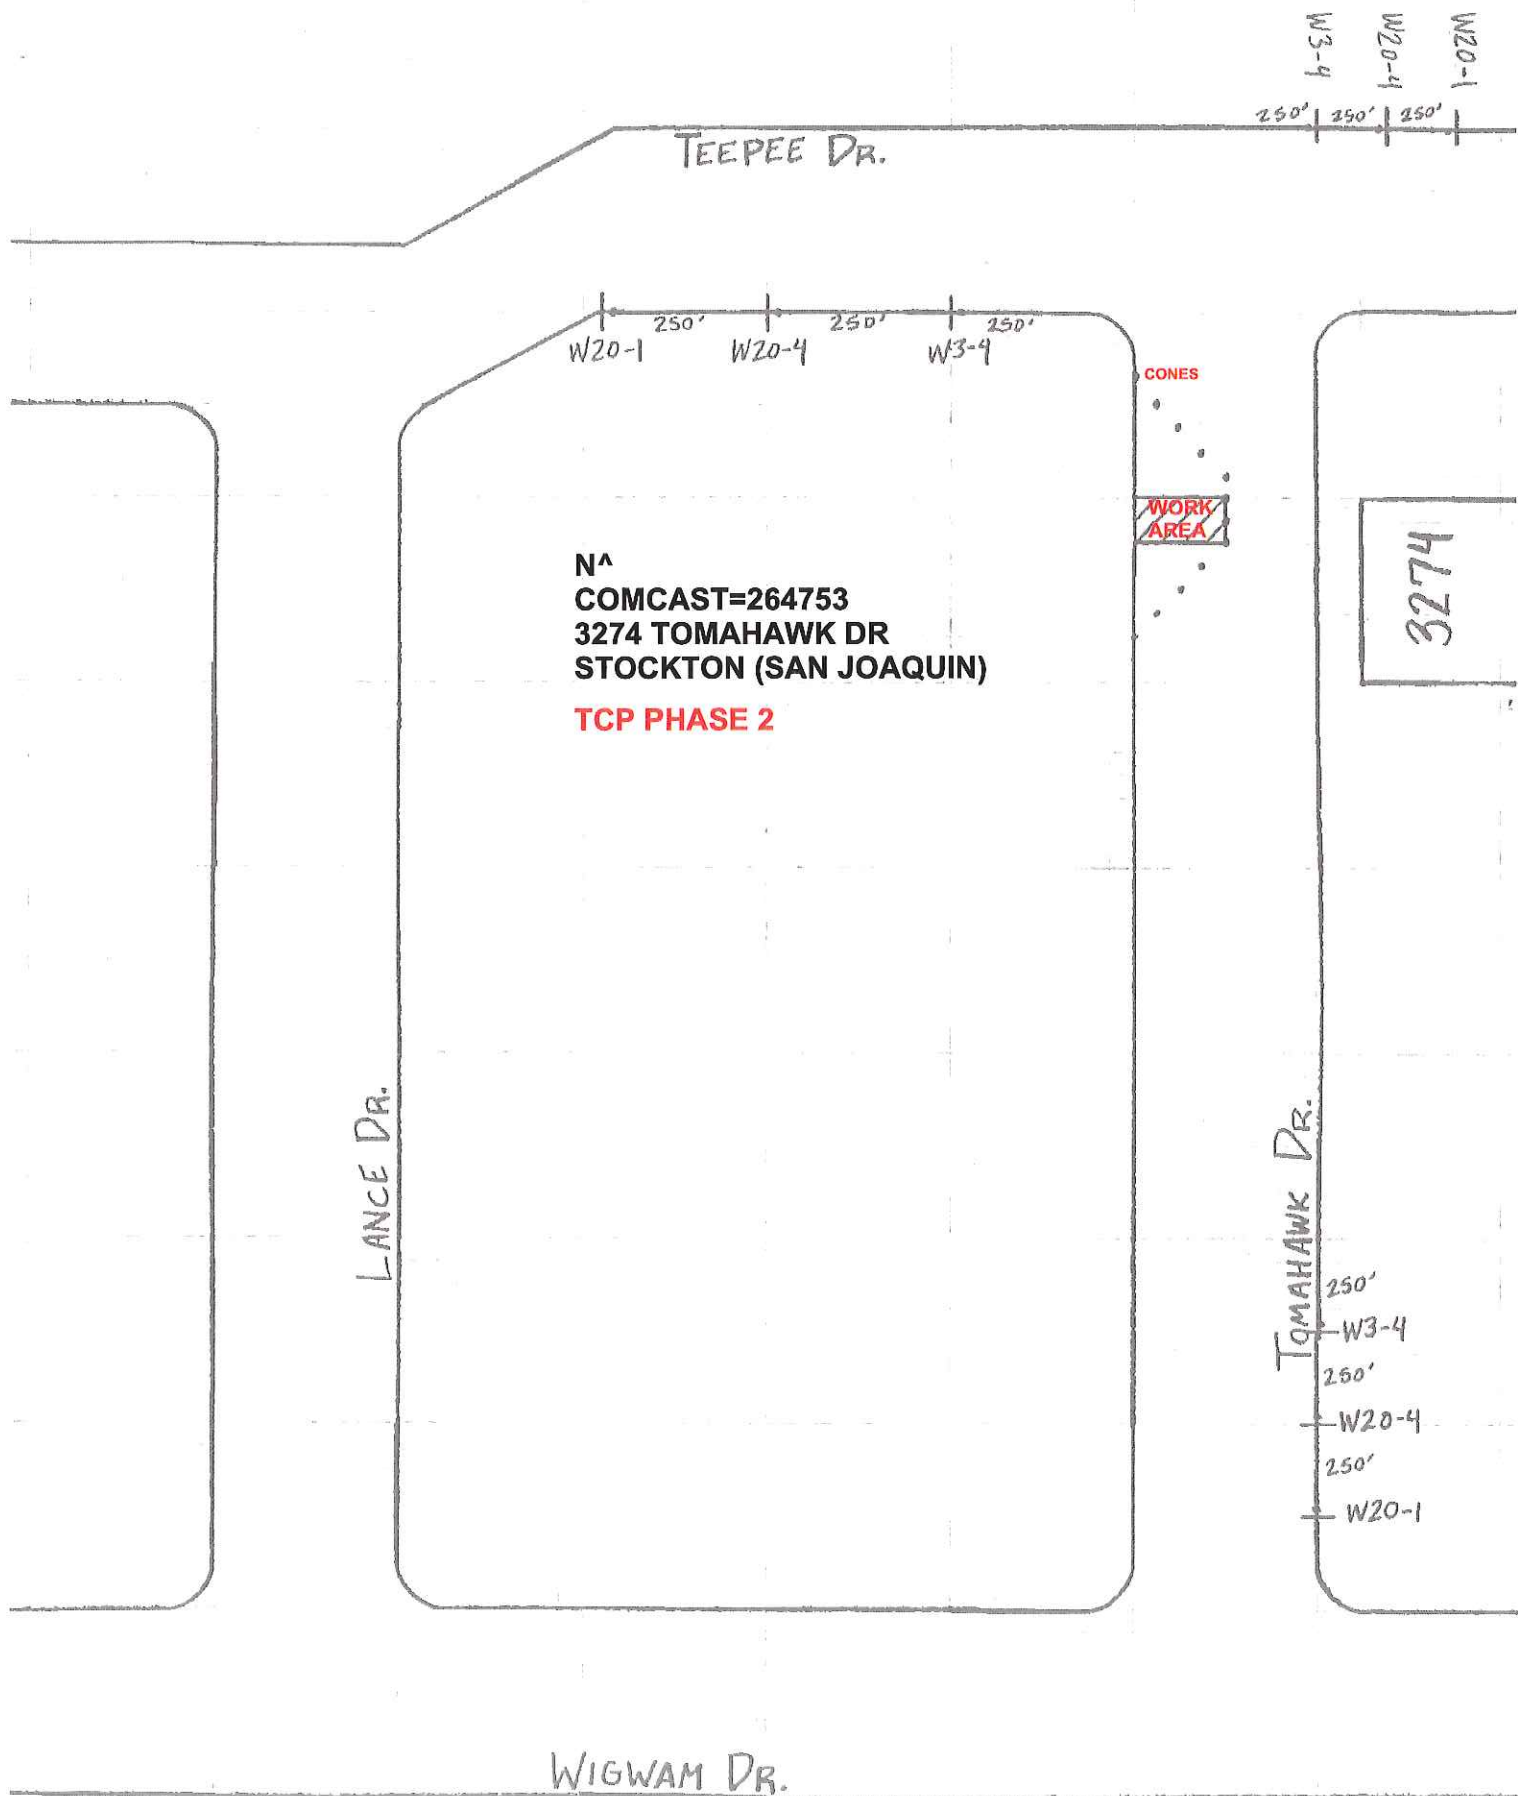 W3-4
W20-4
W20-1
250' 250' 250'
TEEPEE DR.
250' 250' 250'
W20-1 W20-4 W3-4
CONES
WORK
AREA
3274
N^
COMCAST=264753
3274 TOMAHAWK DR
STOCKTON (SAN JOAQUIN)
TCP PHASE 2
LANCE DR.
TOMAHAWK DR.
250'
W3-4
250'
W20-4
250'
W20-1
WIGWAM DR.